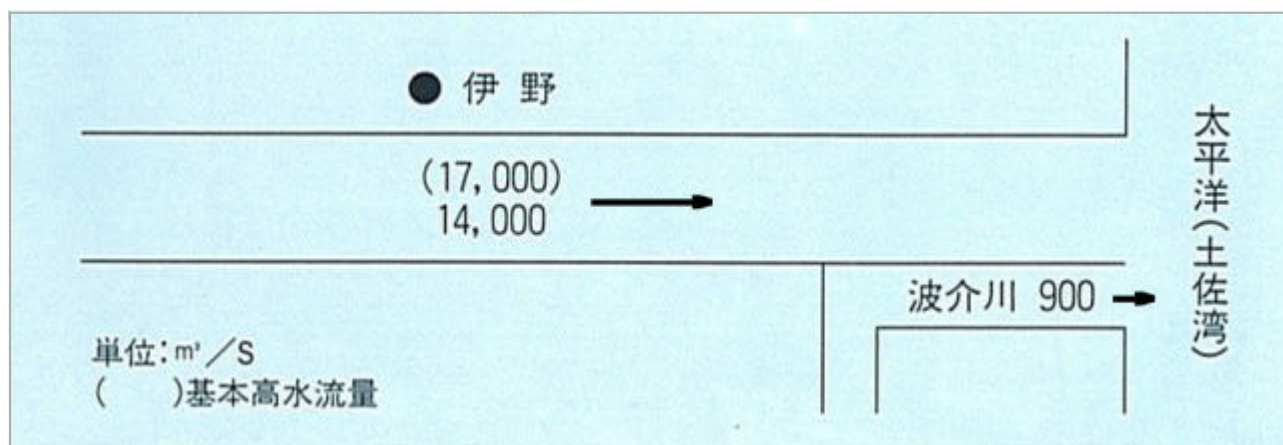 伊野
(17,000)
14,000
太平洋(土佐湾)
波介川 900
単位:㎥/S
( )基本高水流量